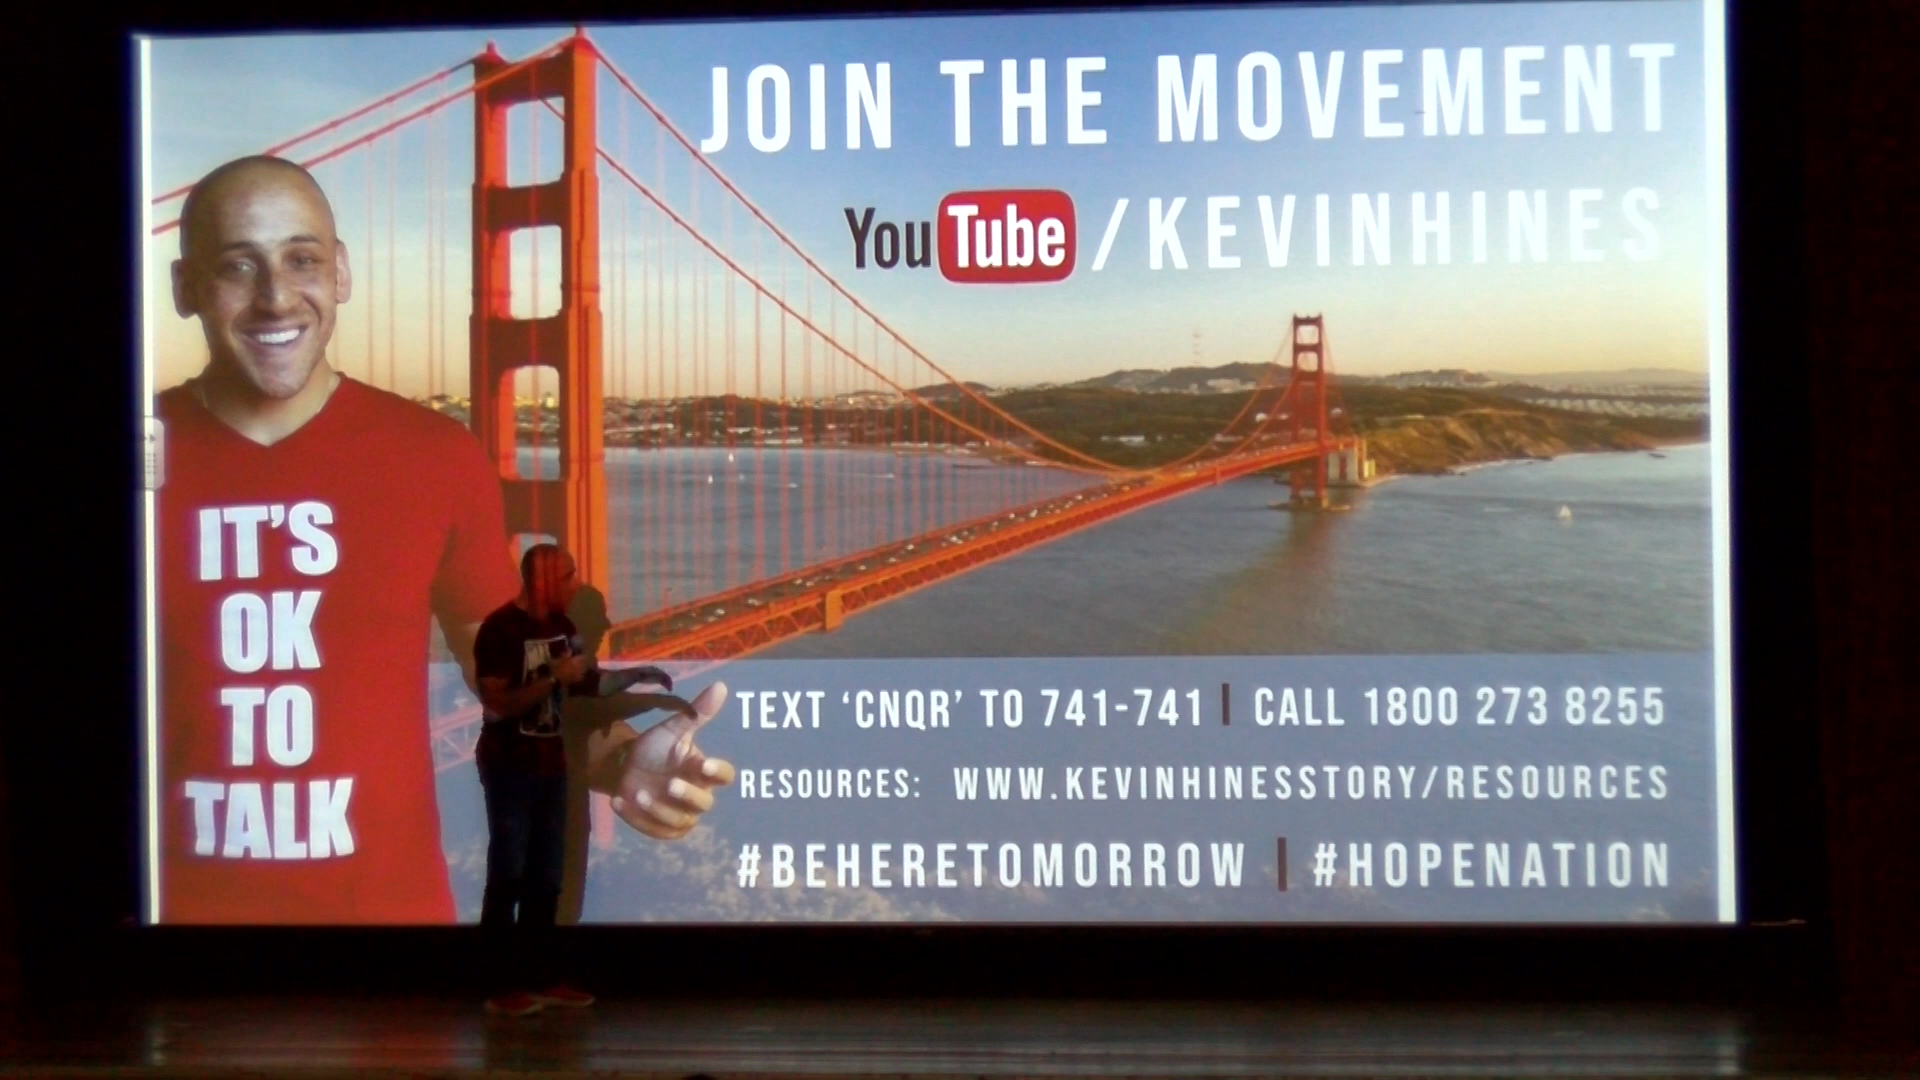 JOIN THE MOVEMENT
YouTube/KEVINHINES
IT'S
OK
TO
TALK
TEXT ‘CNQR’ TO 741-741 | CALL 1800 273 8255
RESOURCES: WWW.KEVINHINESSTORY/RESOURCES
#BEHERETOMORROW | #HOPENATION